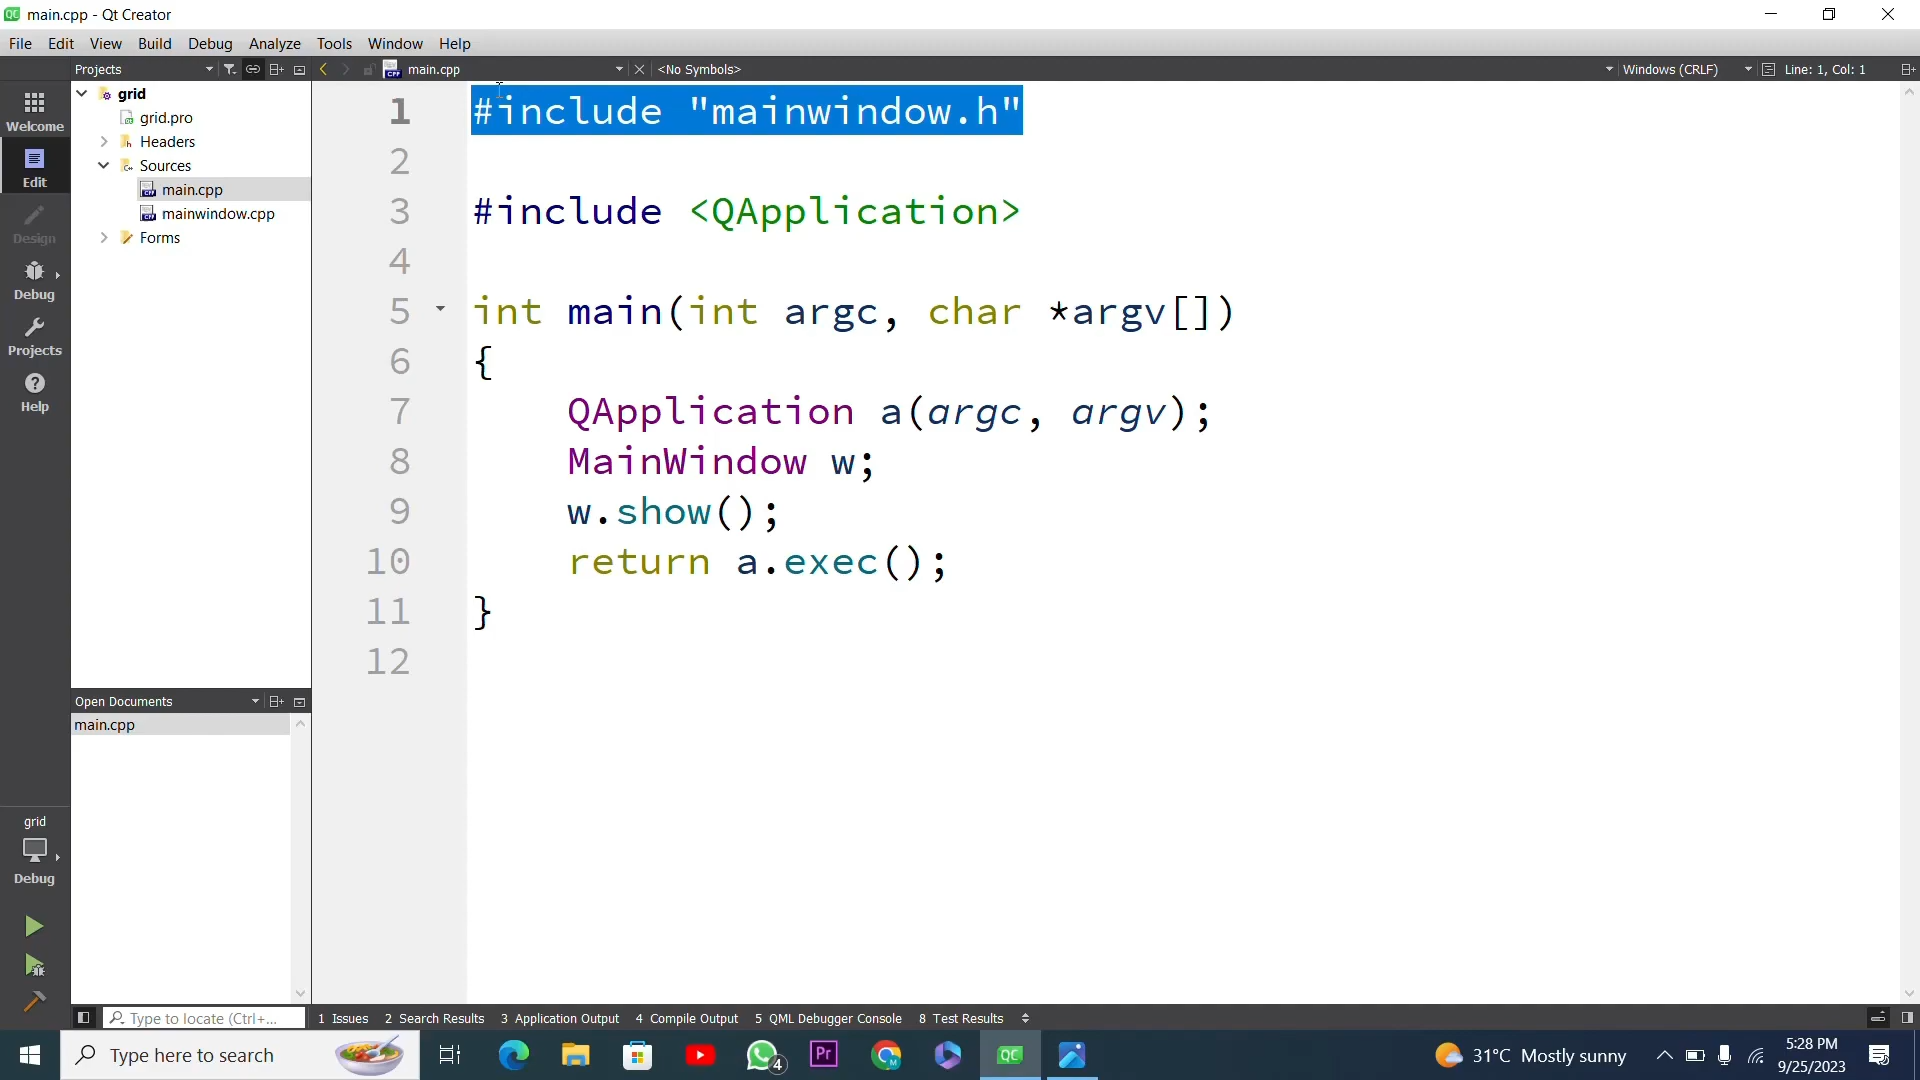 main.cpp - Qt Creator
File Edit View Build Debug Analyze Tools Window Help
Projects main.cpp <No Symbols> Windows (CRLF) Line: 1, Col: 1
Welcome
Edit
Design
Debug
Projects
Help
grid
Debug
grid
grid.pro
Headers
Sources
main.cpp
mainwindow.cpp
Forms
Open Documents
main.cpp
1 #include "mainwindow.h"
2
3 #include <QApplication>
4
5 int main(int argc, char *argv[])
6 {
7 QApplication a(argc, argv);
8 MainWindow w;
9 w.show();
10 return a.exec();
11 }
12
Type to locate (Ctrl+... 1 Issues 2 Search Results 3 Application Output 4 Compile Output 5 QML Debugger Console 8 Test Results
Type here to search 4 Pr M QC 31°C Mostly sunny 5:28 PM
9/25/2023